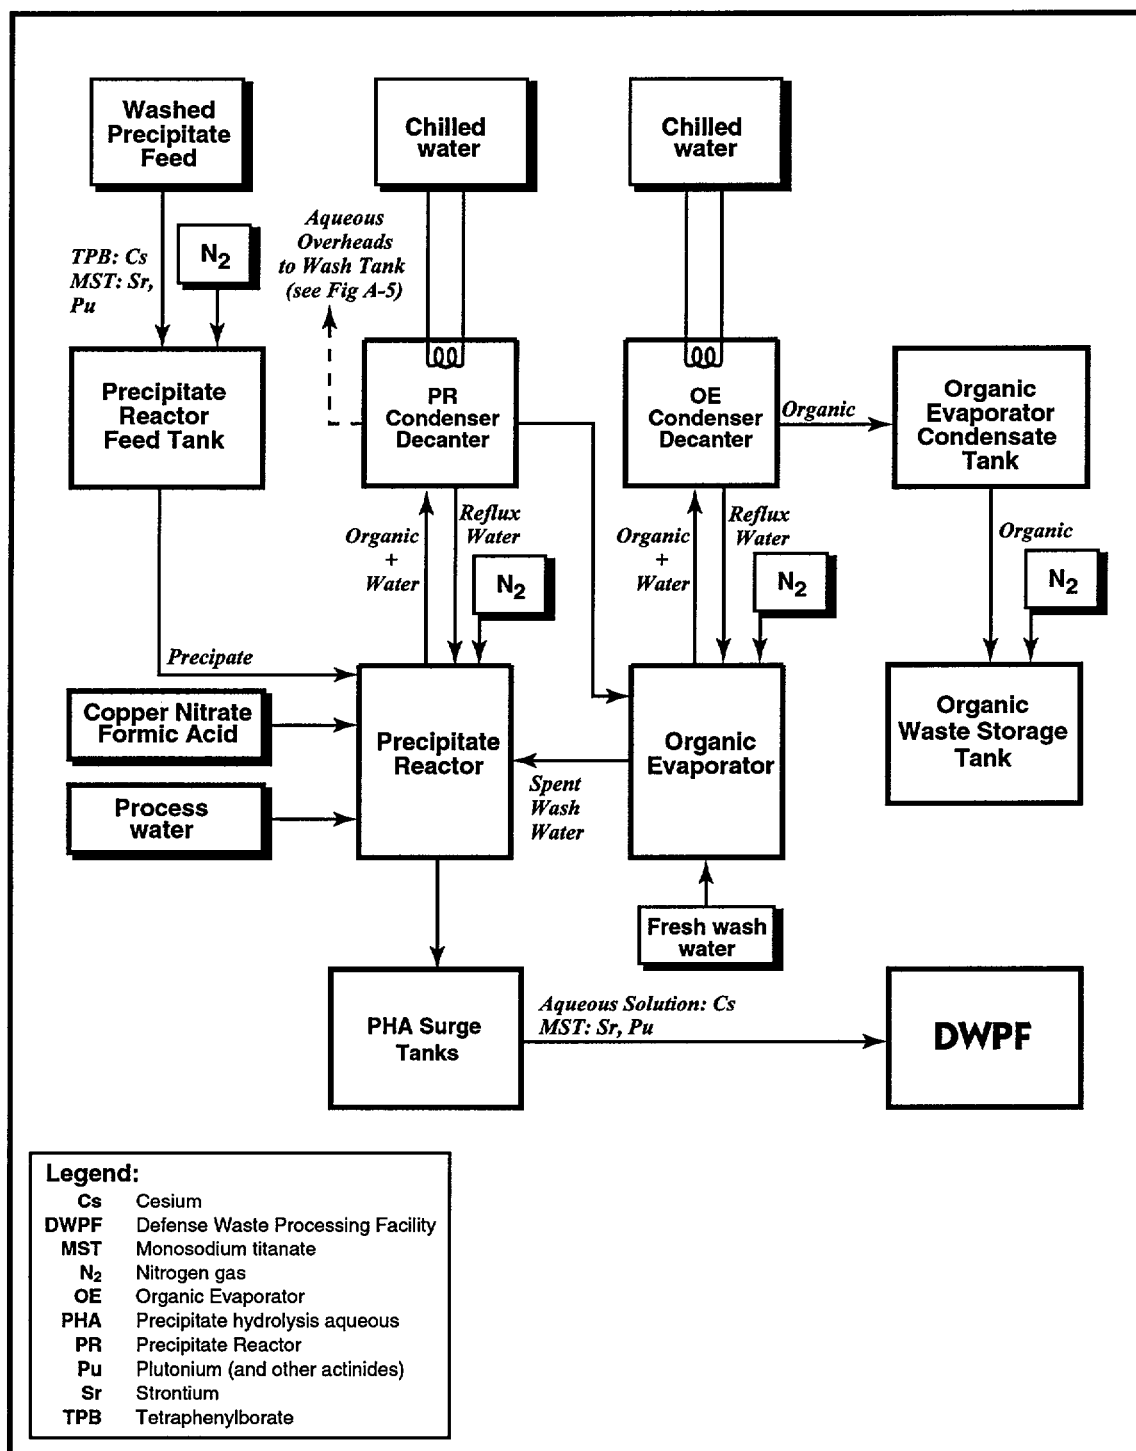 Washed
Precipitate
Feed
Chilled
water
Chilled
water
TPB: Cs
MST: Sr,
Pu
N2
Aqueous
Overheads
to Wash Tank
(see Fig A-5)
Precipitate
Reactor
Feed Tank
PR
Condenser
Decanter
OE
Condenser
Decanter
Organic
Organic
Evaporator
Condensate
Tank
Organic
+
Water
Reflux
Water
N2
Organic
+
Water
Reflux
Water
N2
Organic
N2
Precipate
Copper Nitrate
Formic Acid
Process
water
Precipitate
Reactor
Spent
Wash
Water
Organic
Evaporator
Organic
Waste Storage
Tank
Fresh wash
water
PHA Surge
Tanks
Aqueous Solution: Cs
MST: Sr, Pu
DWPF
Legend:
Cs Cesium
DWPF Defense Waste Processing Facility
MST Monosodium titanate
N2 Nitrogen gas
OE Organic Evaporator
PHA Precipitate hydrolysis aqueous
PR Precipitate Reactor
Pu Plutonium (and other actinides)
Sr Strontium
TPB Tetraphenylborate